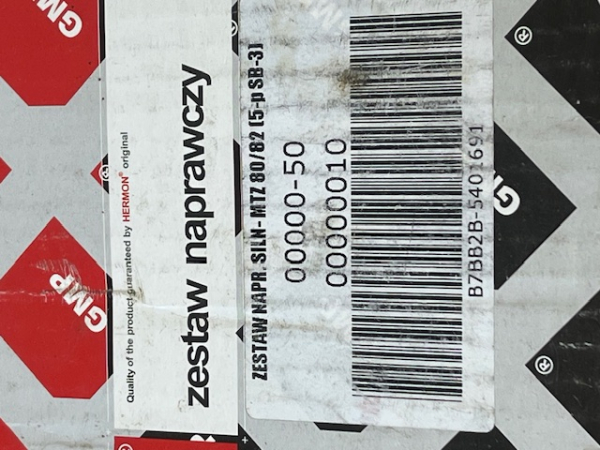 GMP
Quality of the product guaranteed by HERMON® original
zestaw naprawczy
ZESTAW NAPR. SILN- MTZ 80/82 (5-p SB-3)
00000-50
00000010
B7BB2B-5401691
GMP
GM
®
®